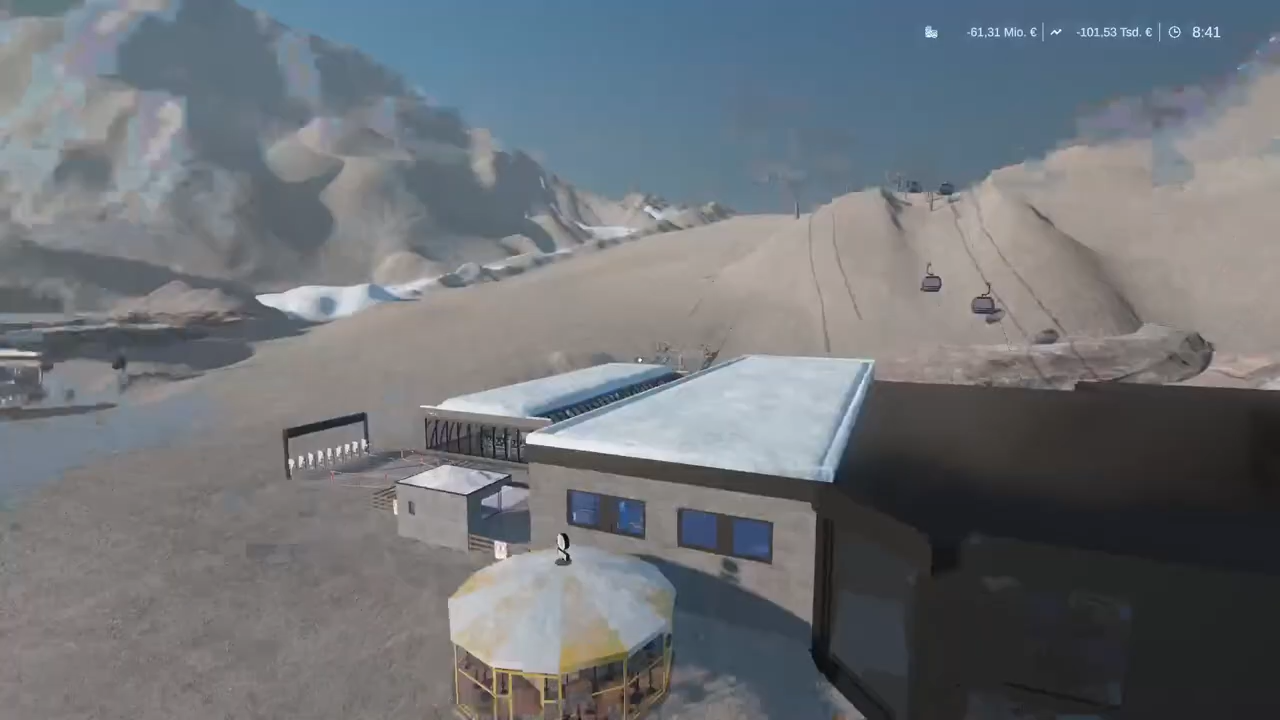 -61,31 Mio. € -101,53 Tsd. € 8:41